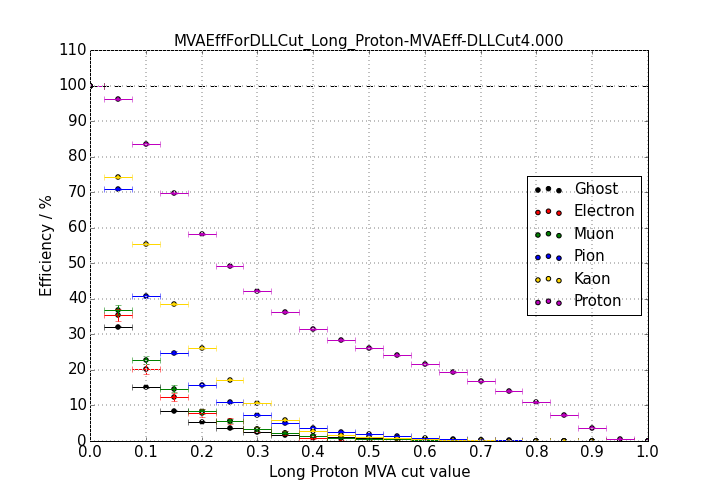 MVAEffForDLLCut_Long_Proton-MVAEff-DLLCut4.000
110
100
90
80
70
60
50
40
30
20
10
0
Efficiency / %
Ghost
Electron
Muon
Pion
Kaon
Proton
0.0 0.1 0.2 0.3 0.4 0.5 0.6 0.7 0.8 0.9 1.0
Long Proton MVA cut value